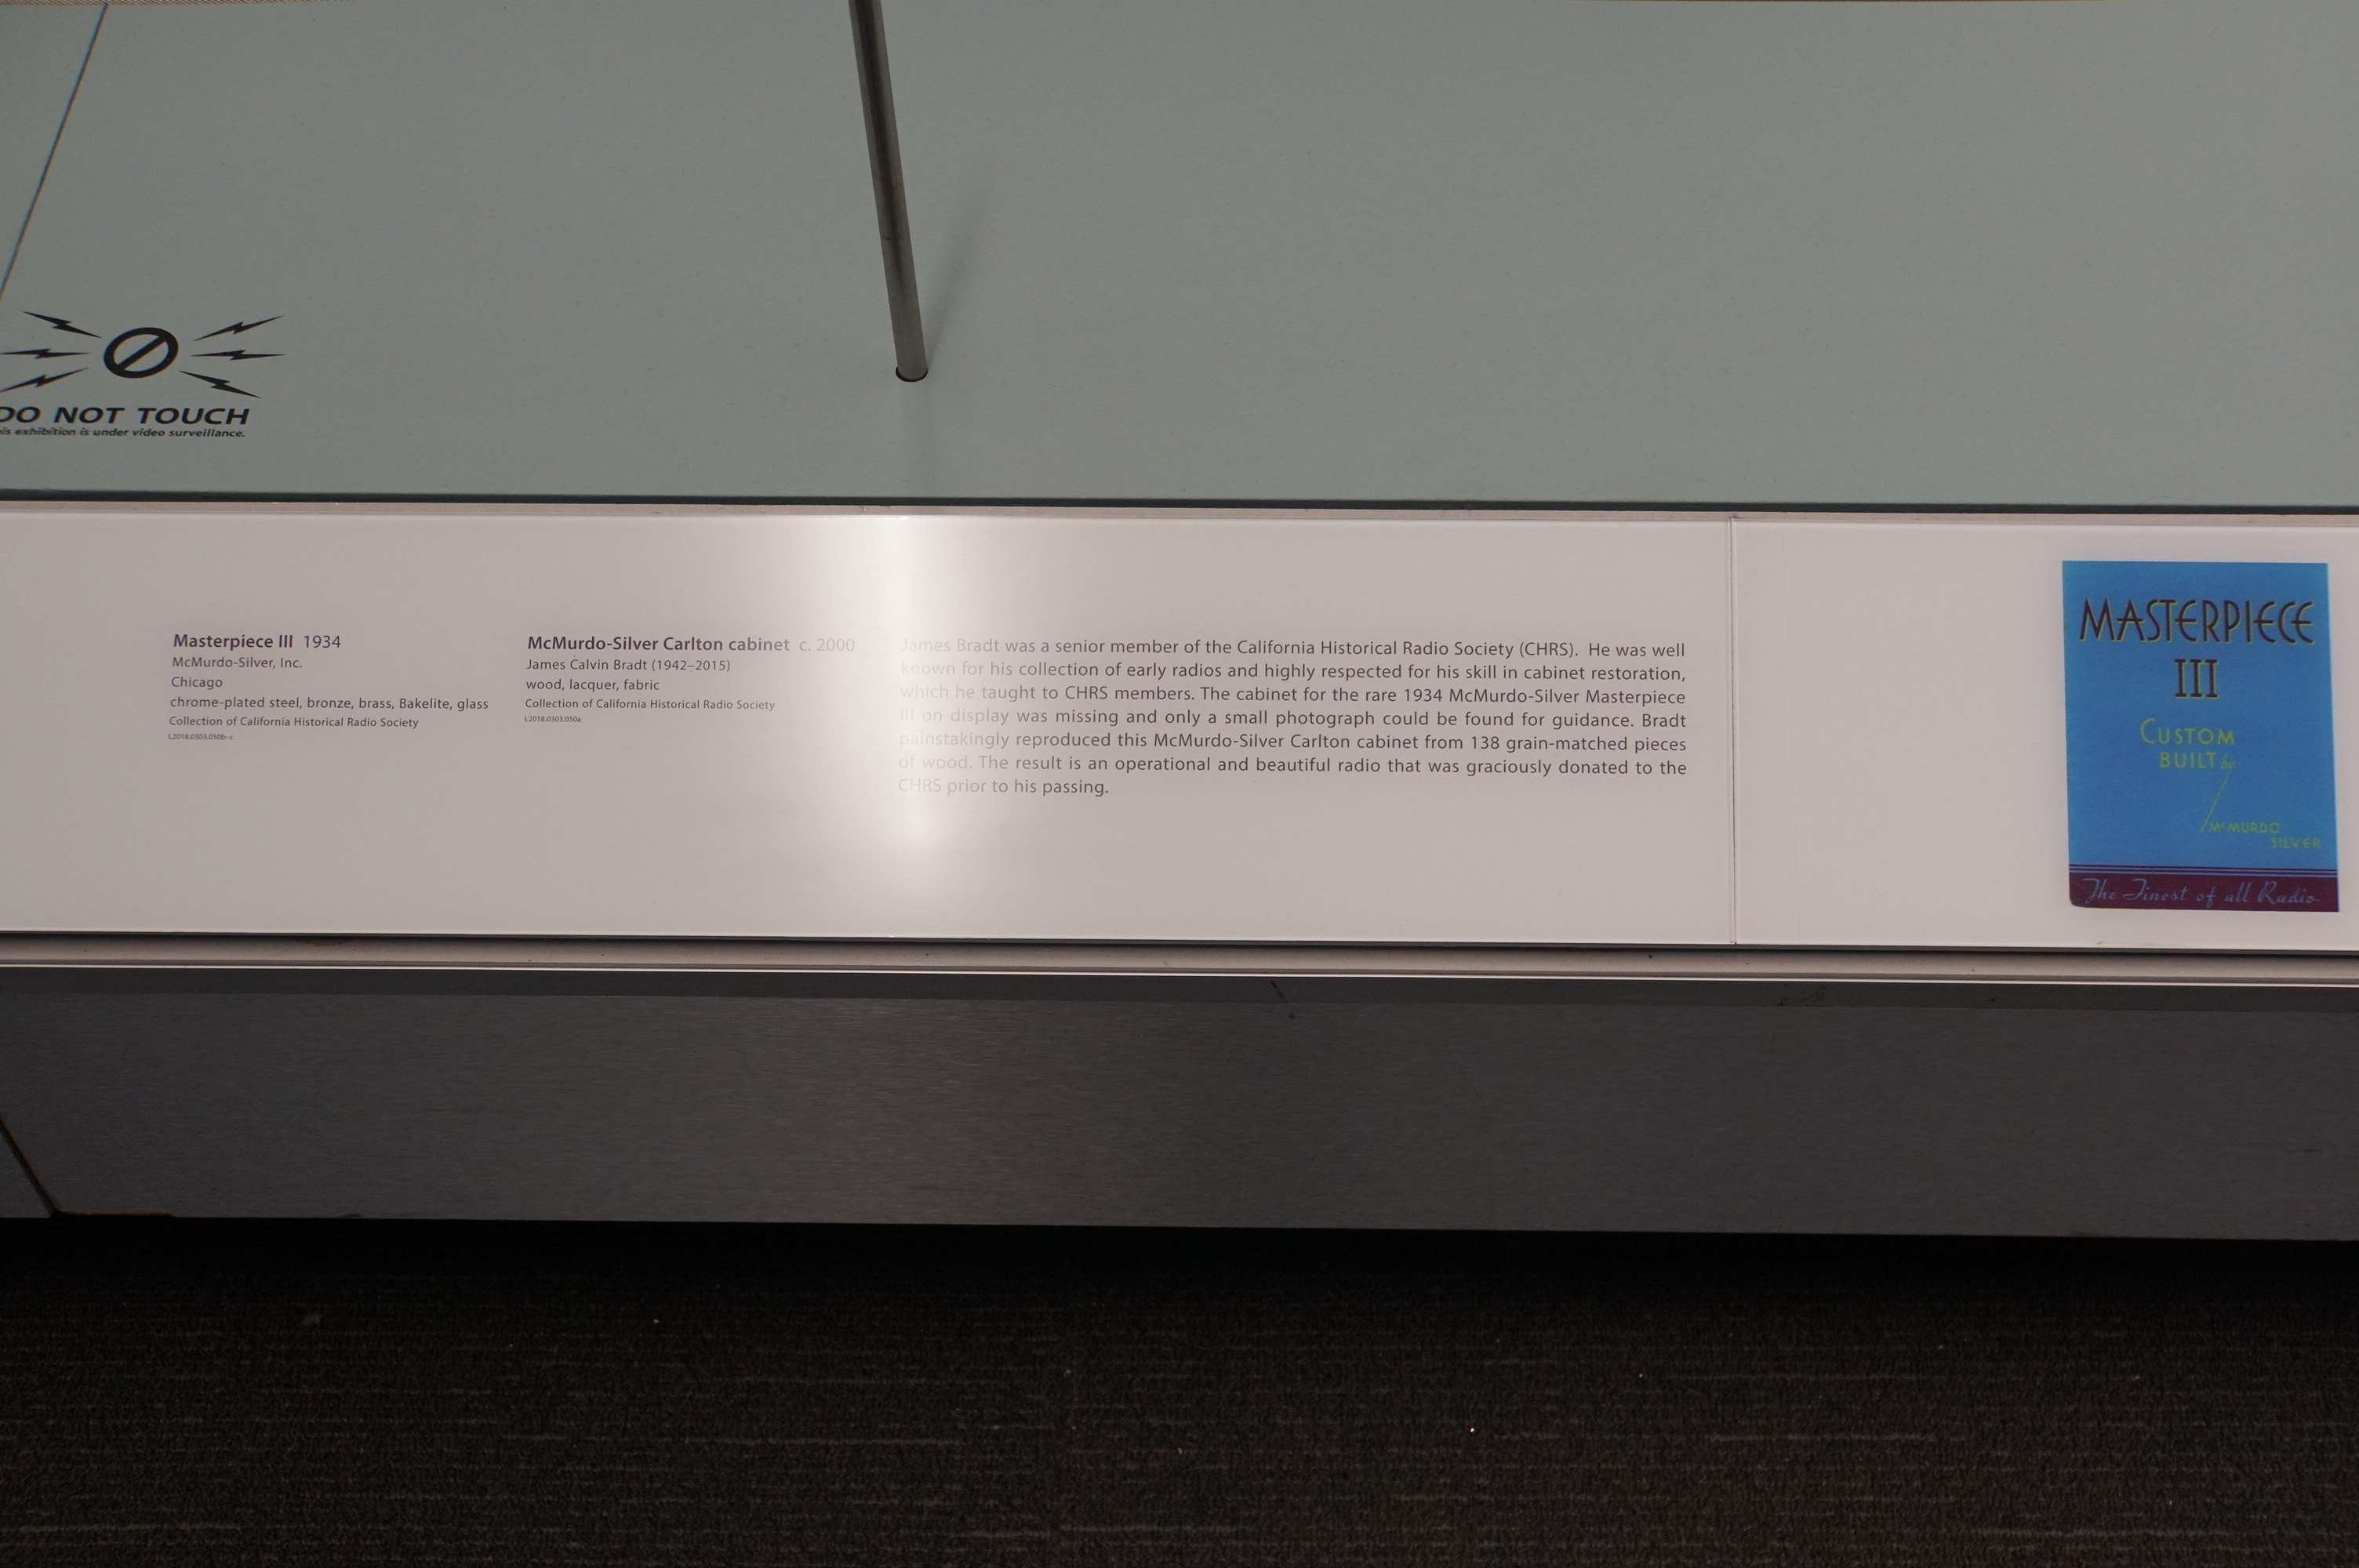 DO NOT TOUCH
is exhibition is under video surveillance.
Masterpiece III 1934
McMurdo-Silver, Inc.
Chicago
chrome-plated steel, bronze, brass, Bakelite, glass
Collection of California Historical Radio Society
L2018.0303.050b-c
McMurdo-Silver Carlton cabinet c. 2000
James Calvin Bradt (1942–2015)
wood, lacquer, fabric
Collection of California Historical Radio Society
L2018.0303.050a
James Bradt was a senior member of the California Historical Radio Society (CHRS). He was well
known for his collection of early radios and highly respected for his skill in cabinet restoration,
which he taught to CHRS members. The cabinet for the rare 1934 McMurdo-Silver Masterpiece
III on display was missing and only a small photograph could be found for guidance. Bradt
painstakingly reproduced this McMurdo-Silver Carlton cabinet from 138 grain-matched pieces
of wood. The result is an operational and beautiful radio that was graciously donated to the
CHRS prior to his passing.
MASTERPIECE
III
CUSTOM
BUILT by
McMURDO
SILVER
The Finest of all Radio